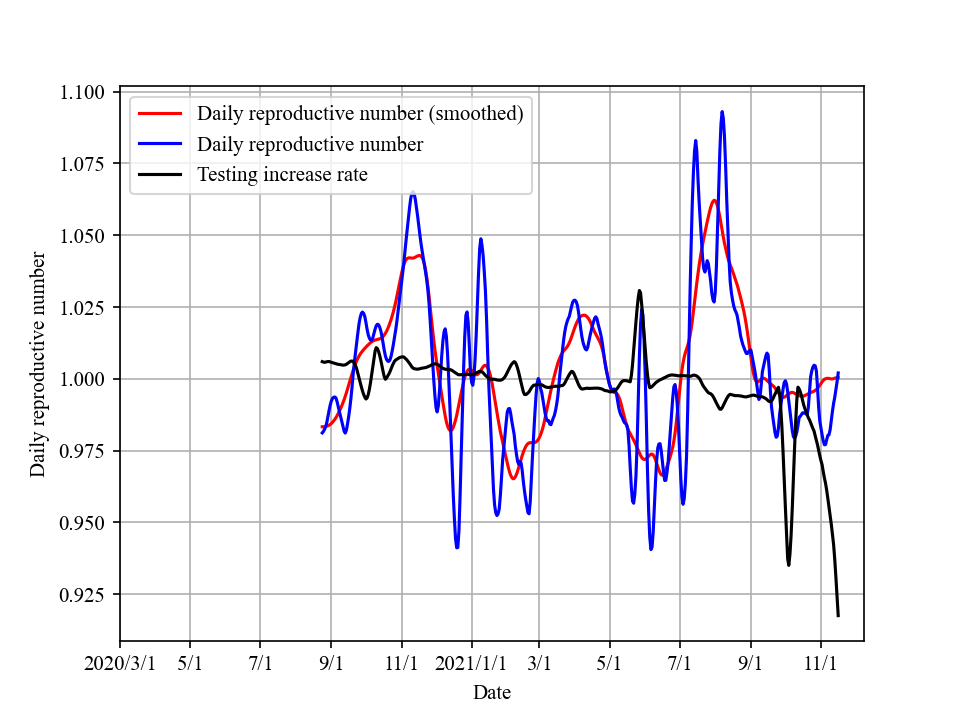 Daily reproductive number (smoothed)
Daily reproductive number
Testing increase rate
Daily reproductive number
1.100
1.075
1.050
1.025
1.000
0.975
0.950
0.925
2020/3/1 5/1 7/1 9/1 11/1 2021/1/1 3/1 5/1 7/1 9/1 11/1
Date